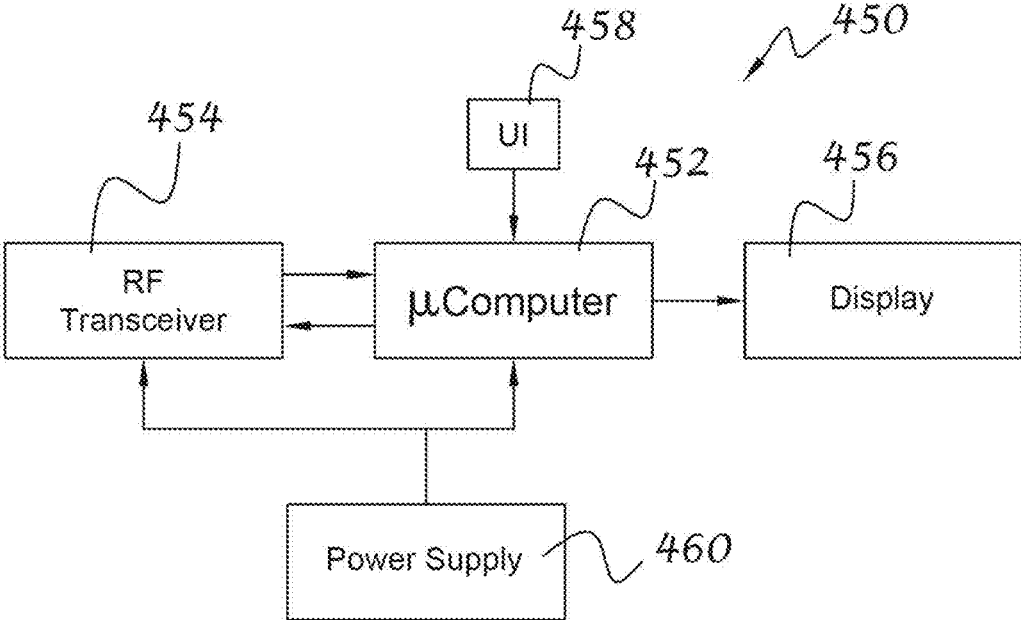 458
450
454
UI
452
456
RF
Transceiver
μComputer
Display
Power Supply
460